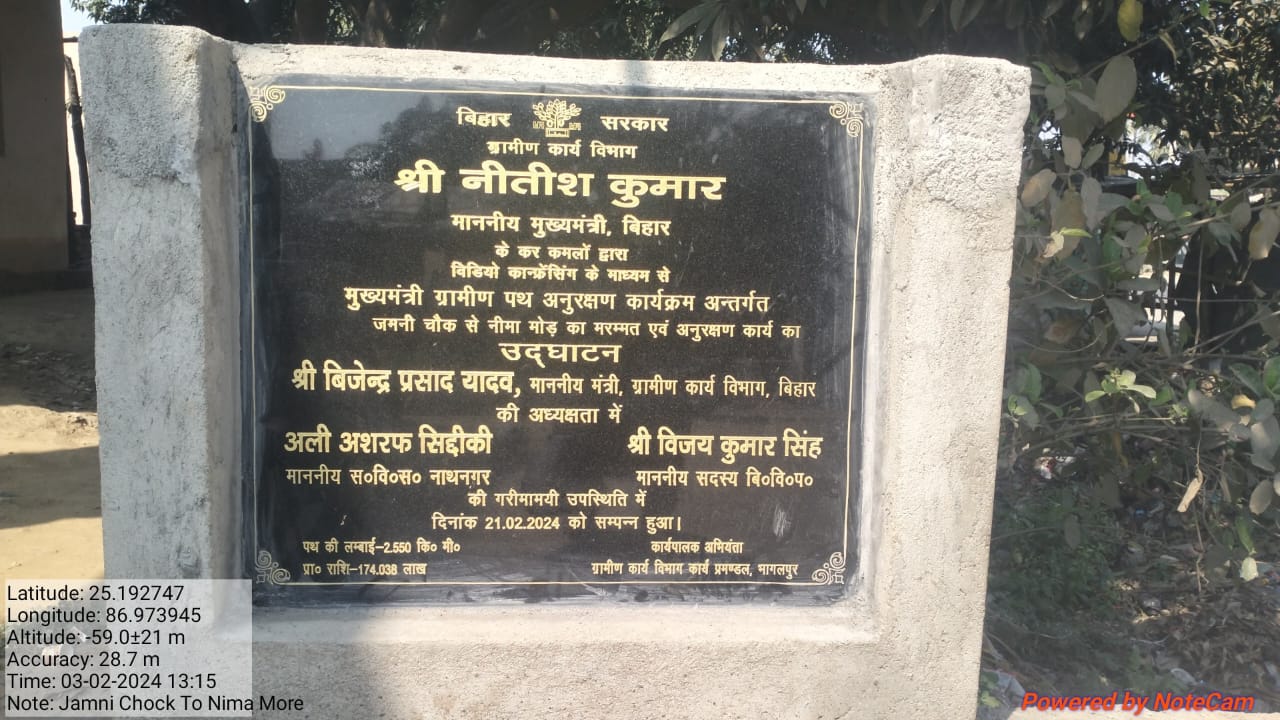 बिहार सरकार
ग्रामीण कार्य विभाग
श्री नीतीश कुमार
माननीय मुख्यमंत्री, बिहार
के कर कमलों द्वारा
विडियो कान्फ्रेंसिंग के माध्यम से
मुख्यमंत्री ग्रामीण पथ अनुरक्षण कार्यक्रम अन्तर्गत
जमनी चौक से नीमा मोड़ का मरम्मत एवं अनुरक्षण कार्य का
उद्घाटन
श्री बिजेन्द्र प्रसाद यादव, माननीय मंत्री, ग्रामीण कार्य विभाग, बिहार
की अध्यक्षता में
अली अशरफ सिद्दीकी श्री विजय कुमार सिंह
माननीय स०वि०स० नाथनगर माननीय सदस्य बि०वि०प०
की गरीमामयी उपस्थिति में
दिनांक 21.02.2024 को सम्पन्न हुआ।
पथ की लम्बाई–2.550 कि० मी० कार्यपालक अभियंता
प्रा० राशि–174.038 लाख ग्रामीण कार्य विभाग कार्य प्रमण्डल, भागलपुर
Latitude: 25.192747
Longitude: 86.973945
Altitude: -59.0±21 m
Accuracy: 28.7 m
Time: 03-02-2024 13:15
Note: Jamni Chock To Nima More
Powered by NoteCam